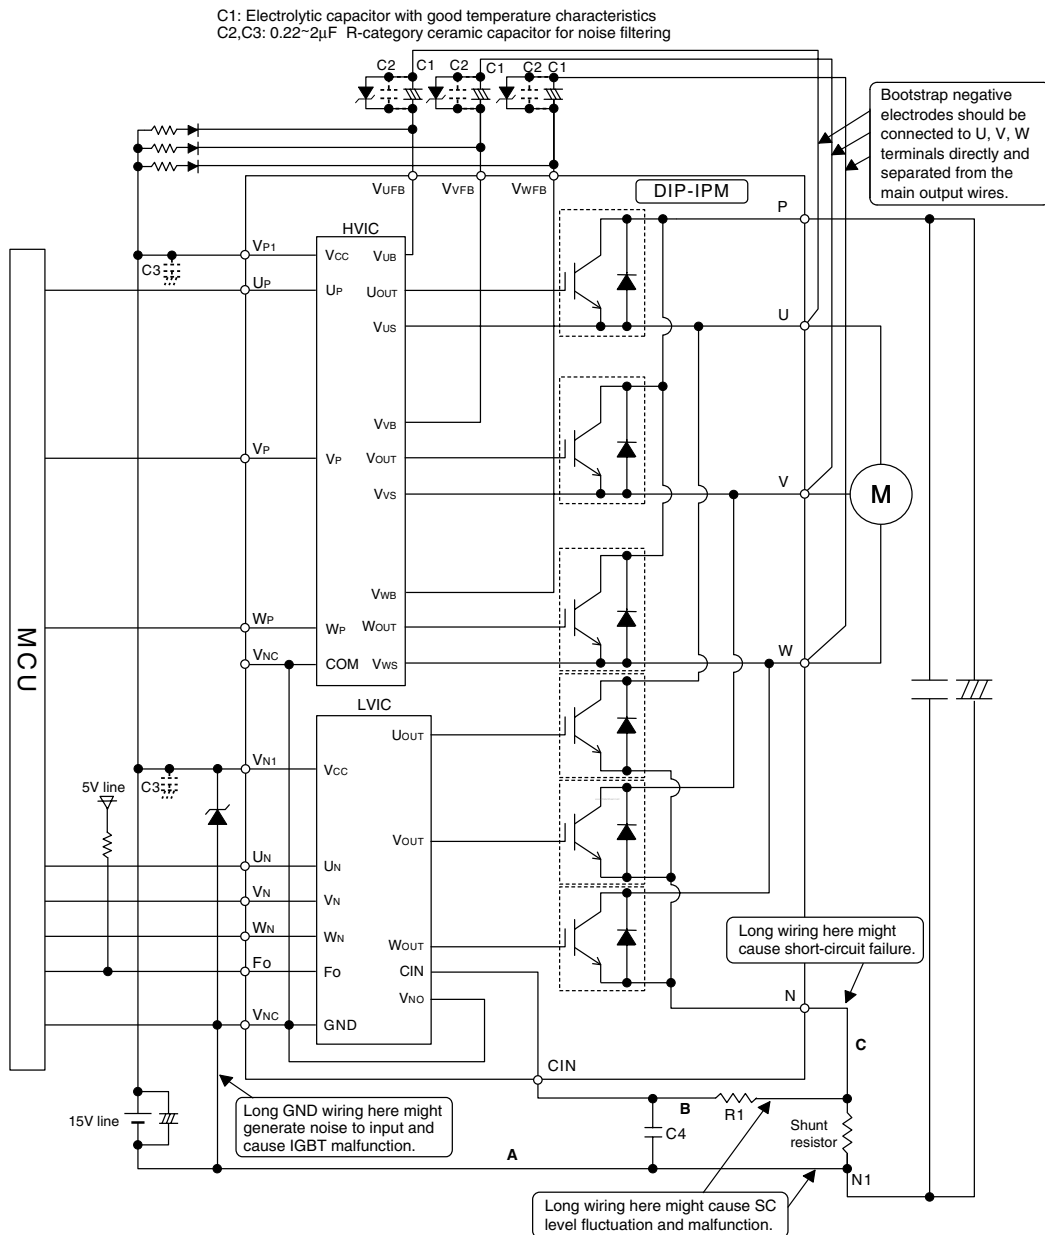 C1: Electrolytic capacitor with good temperature characteristics
C2,C3: 0.22~2μF R-category ceramic capacitor for noise filtering
C2
C1
C2
C1
C2
C1
Bootstrap negative
electrodes should be
connected to U, V, W
terminals directly and
separated from the
main output wires.
VUFB
VVFB
VWFB
DIP-IPM
P
HVIC
VP1
VCC
VUB
C3
UP
UP
UOUT
VUS
U
VVB
VP
VP
VOUT
VVS
V
M
VWB
WP
WP
WOUT
VNC
COM
VWS
W
MCU
LVIC
UOUT
VN1
VCC
C3
5V line
VOUT
UN
UN
VN
VN
WN
WN
WOUT
Long wiring here might
cause short-circuit failure.
FO
Fo
CIN
VNO
N
VNC
GND
C
CIN
15V line
Long GND wiring here might
generate noise to input and
cause IGBT malfunction.
B
R1
C4
Shunt
resistor
A
N1
Long wiring here might cause SC
level fluctuation and malfunction.